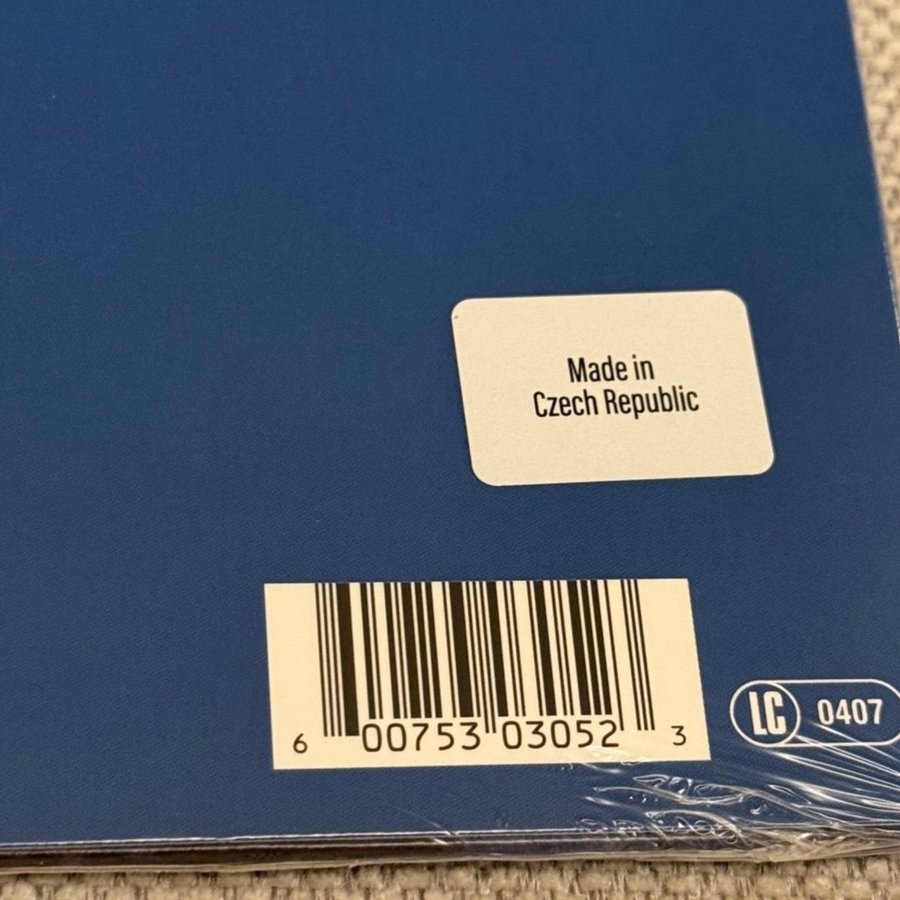 Made in
Czech Republic
6 00753 03052 3
LC 0407